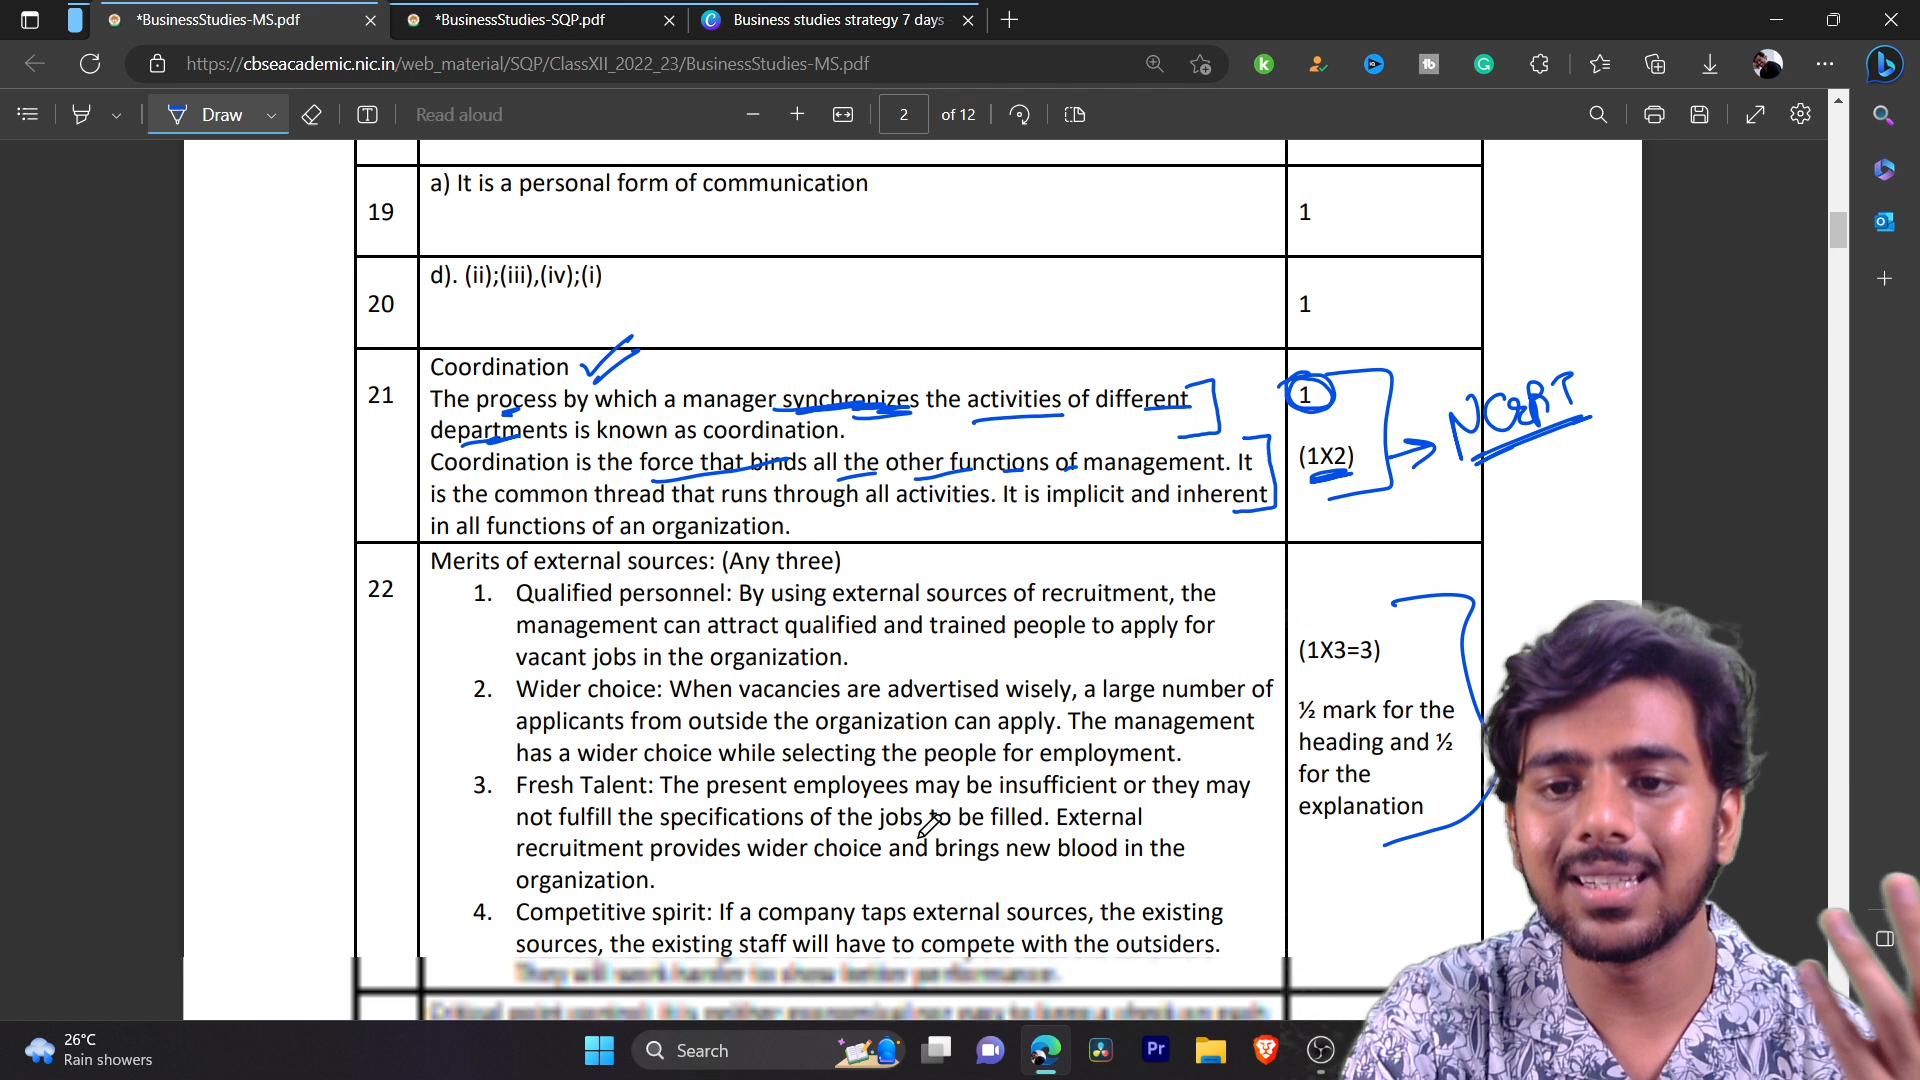 *BusinessStudies-MS.pdf
*BusinessStudies-SQP.pdf
Business studies strategy 7 days
https://cbseacademic.nic.in/web_material/SQP/ClassXII_2022_23/BusinessStudies-MS.pdf
Draw
Read aloud
2 of 12
19
a) It is a personal form of communication
1
20
d). (ii);(iii),(iv);(i)
1
21
Coordination
The process by which a manager synchronizes the activities of different
departments is known as coordination.
Coordination is the force that binds all the other functions of management. It
is the common thread that runs through all activities. It is implicit and inherent
in all functions of an organization.
1
(1X2)
NCERT
22
Merits of external sources: (Any three)
1. Qualified personnel: By using external sources of recruitment, the
management can attract qualified and trained people to apply for
vacant jobs in the organization.
2. Wider choice: When vacancies are advertised wisely, a large number of
applicants from outside the organization can apply. The management
has a wider choice while selecting the people for employment.
3. Fresh Talent: The present employees may be insufficient or they may
not fulfill the specifications of the jobs to be filled. External
recruitment provides wider choice and brings new blood in the
organization.
4. Competitive spirit: If a company taps external sources, the existing
sources, the existing staff will have to compete with the outsiders.
They will work harder to show better performance.
(1X3=3)
½ mark for the
heading and ½
for the
explanation
26°C
Rain showers
Search
Pr